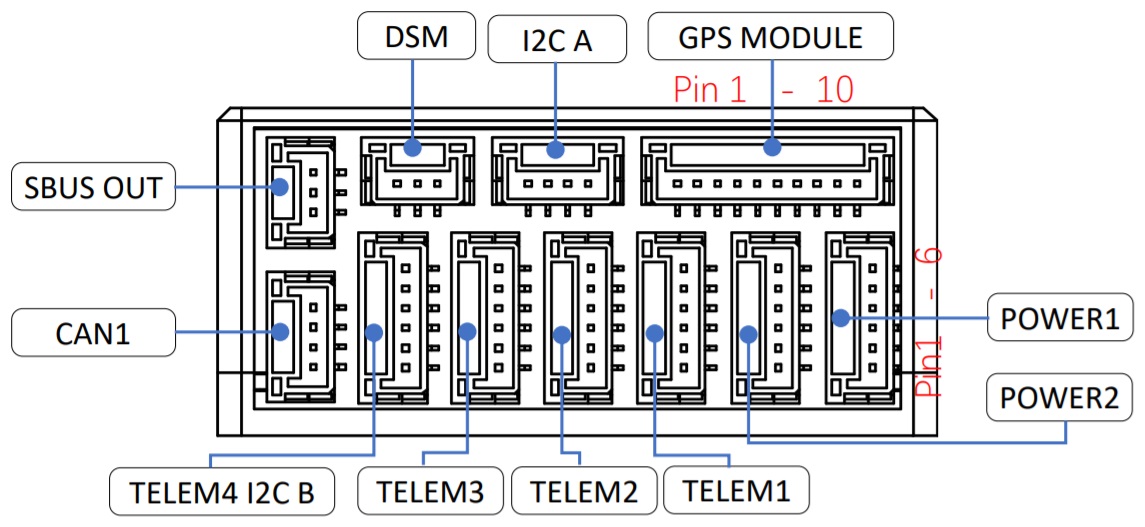 DSM
I2C A
GPS MODULE
Pin 1 - 10
SBUS OUT
Pin1 - 6
CAN1
POWER1
POWER2
TELEM4 I2C B
TELEM3
TELEM2
TELEM1